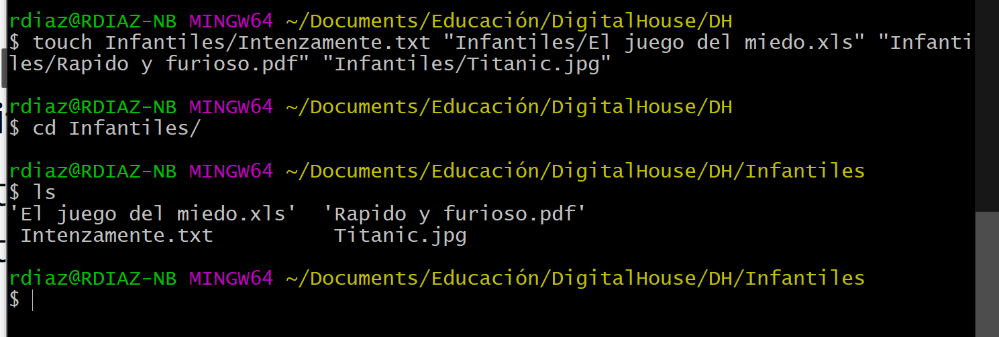 rdiaz@RDIAZ-NB MINGW64 ~/Documents/Educación/DigitalHouse/DH
$ touch Infantiles/Intenzamente.txt "Infantiles/El juego del miedo.xls" "Infanti
les/Rapido y furioso.pdf" "Infantiles/Titanic.jpg"
rdiaz@RDIAZ-NB MINGW64 ~/Documents/Educación/DigitalHouse/DH
$ cd Infantiles/
rdiaz@RDIAZ-NB MINGW64 ~/Documents/Educación/DigitalHouse/DH/Infantiles
$ ls
'El juego del miedo.xls'  'Rapido y furioso.pdf'
 Intenzamente.txt          Titanic.jpg
rdiaz@RDIAZ-NB MINGW64 ~/Documents/Educación/DigitalHouse/DH/Infantiles
$